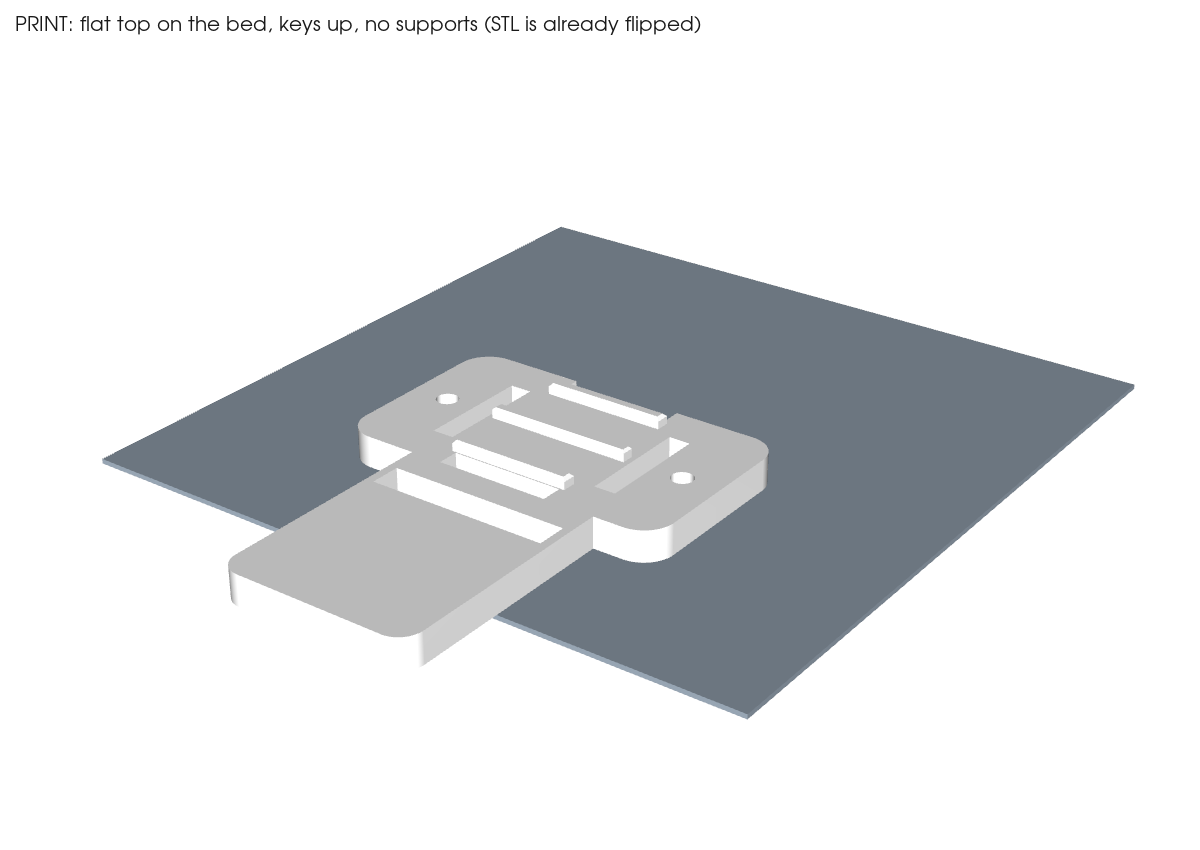 PRINT: flat top on the bed, keys up, no supports (STL is already flipped)